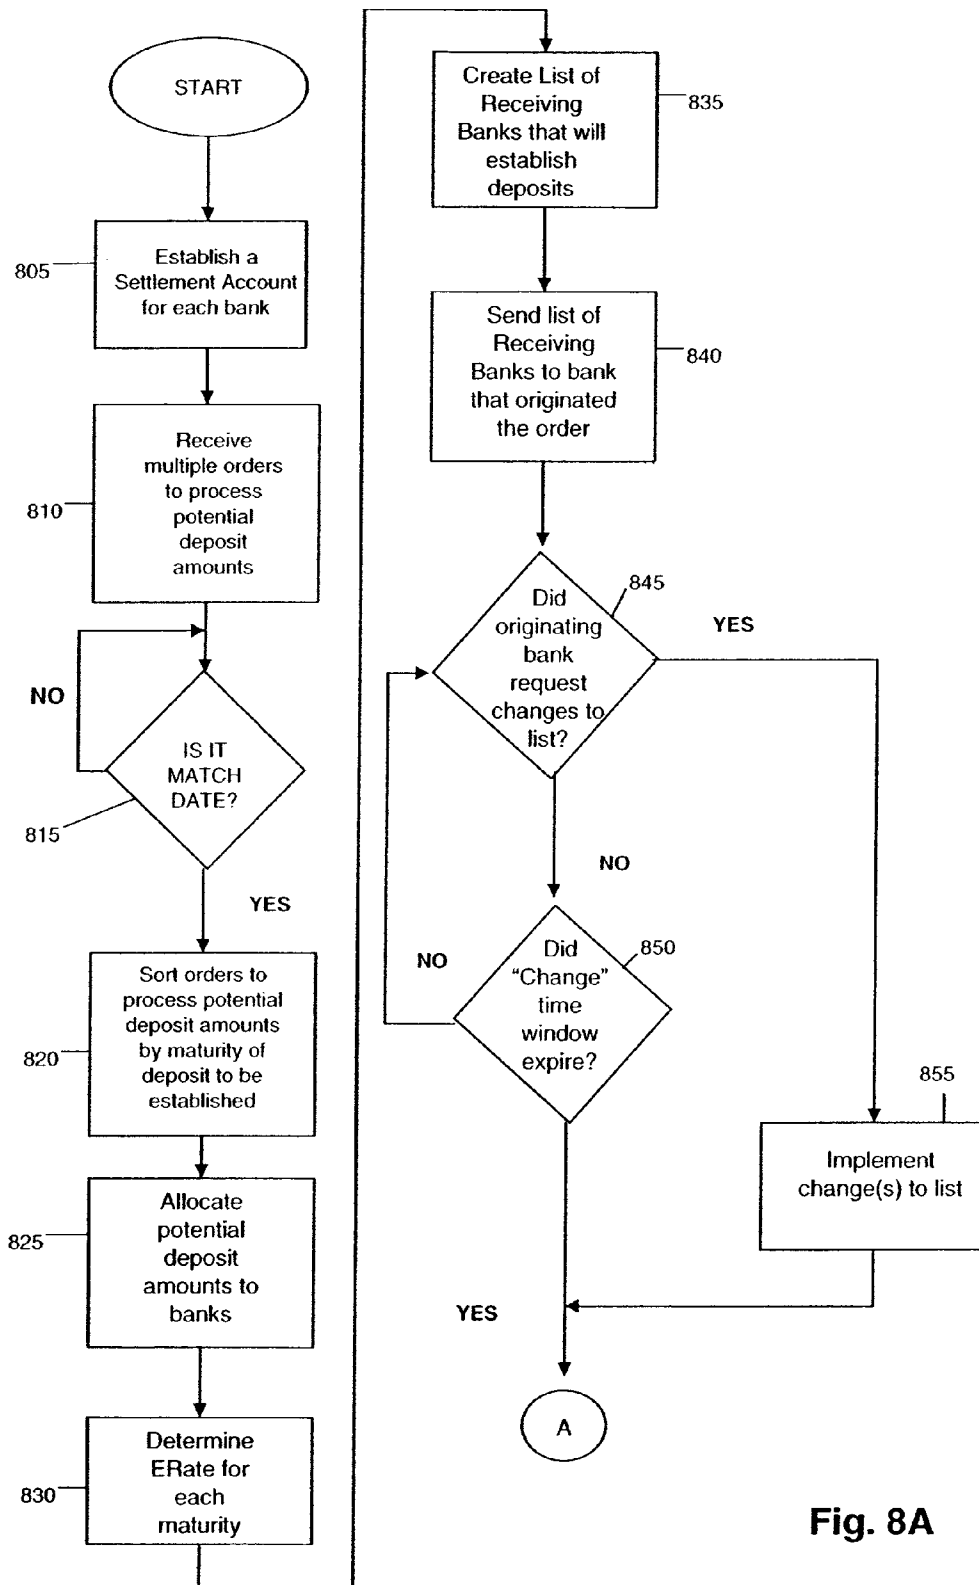 START
805
Establish a
Settlement Account
for each bank
810
Receive
multiple orders
to process
potential
deposit
amounts
NO
IS IT
MATCH
DATE?
815
YES
820
Sort orders to
process potential
deposit amounts
by maturity of
deposit to be
established
825
Allocate
potential
deposit
amounts to
banks
830
Determine
ERate for
each
maturity
Create List of
Receiving
Banks that will
establish
deposits
835
Send list of
Receiving
Banks to bank
that originated
the order
840
Did
originating
bank
request
changes to
list?
845
YES
NO
Did
"Change"
time
window
expire?
850
NO
855
Implement
change(s) to list
YES
A
Fig. 8A